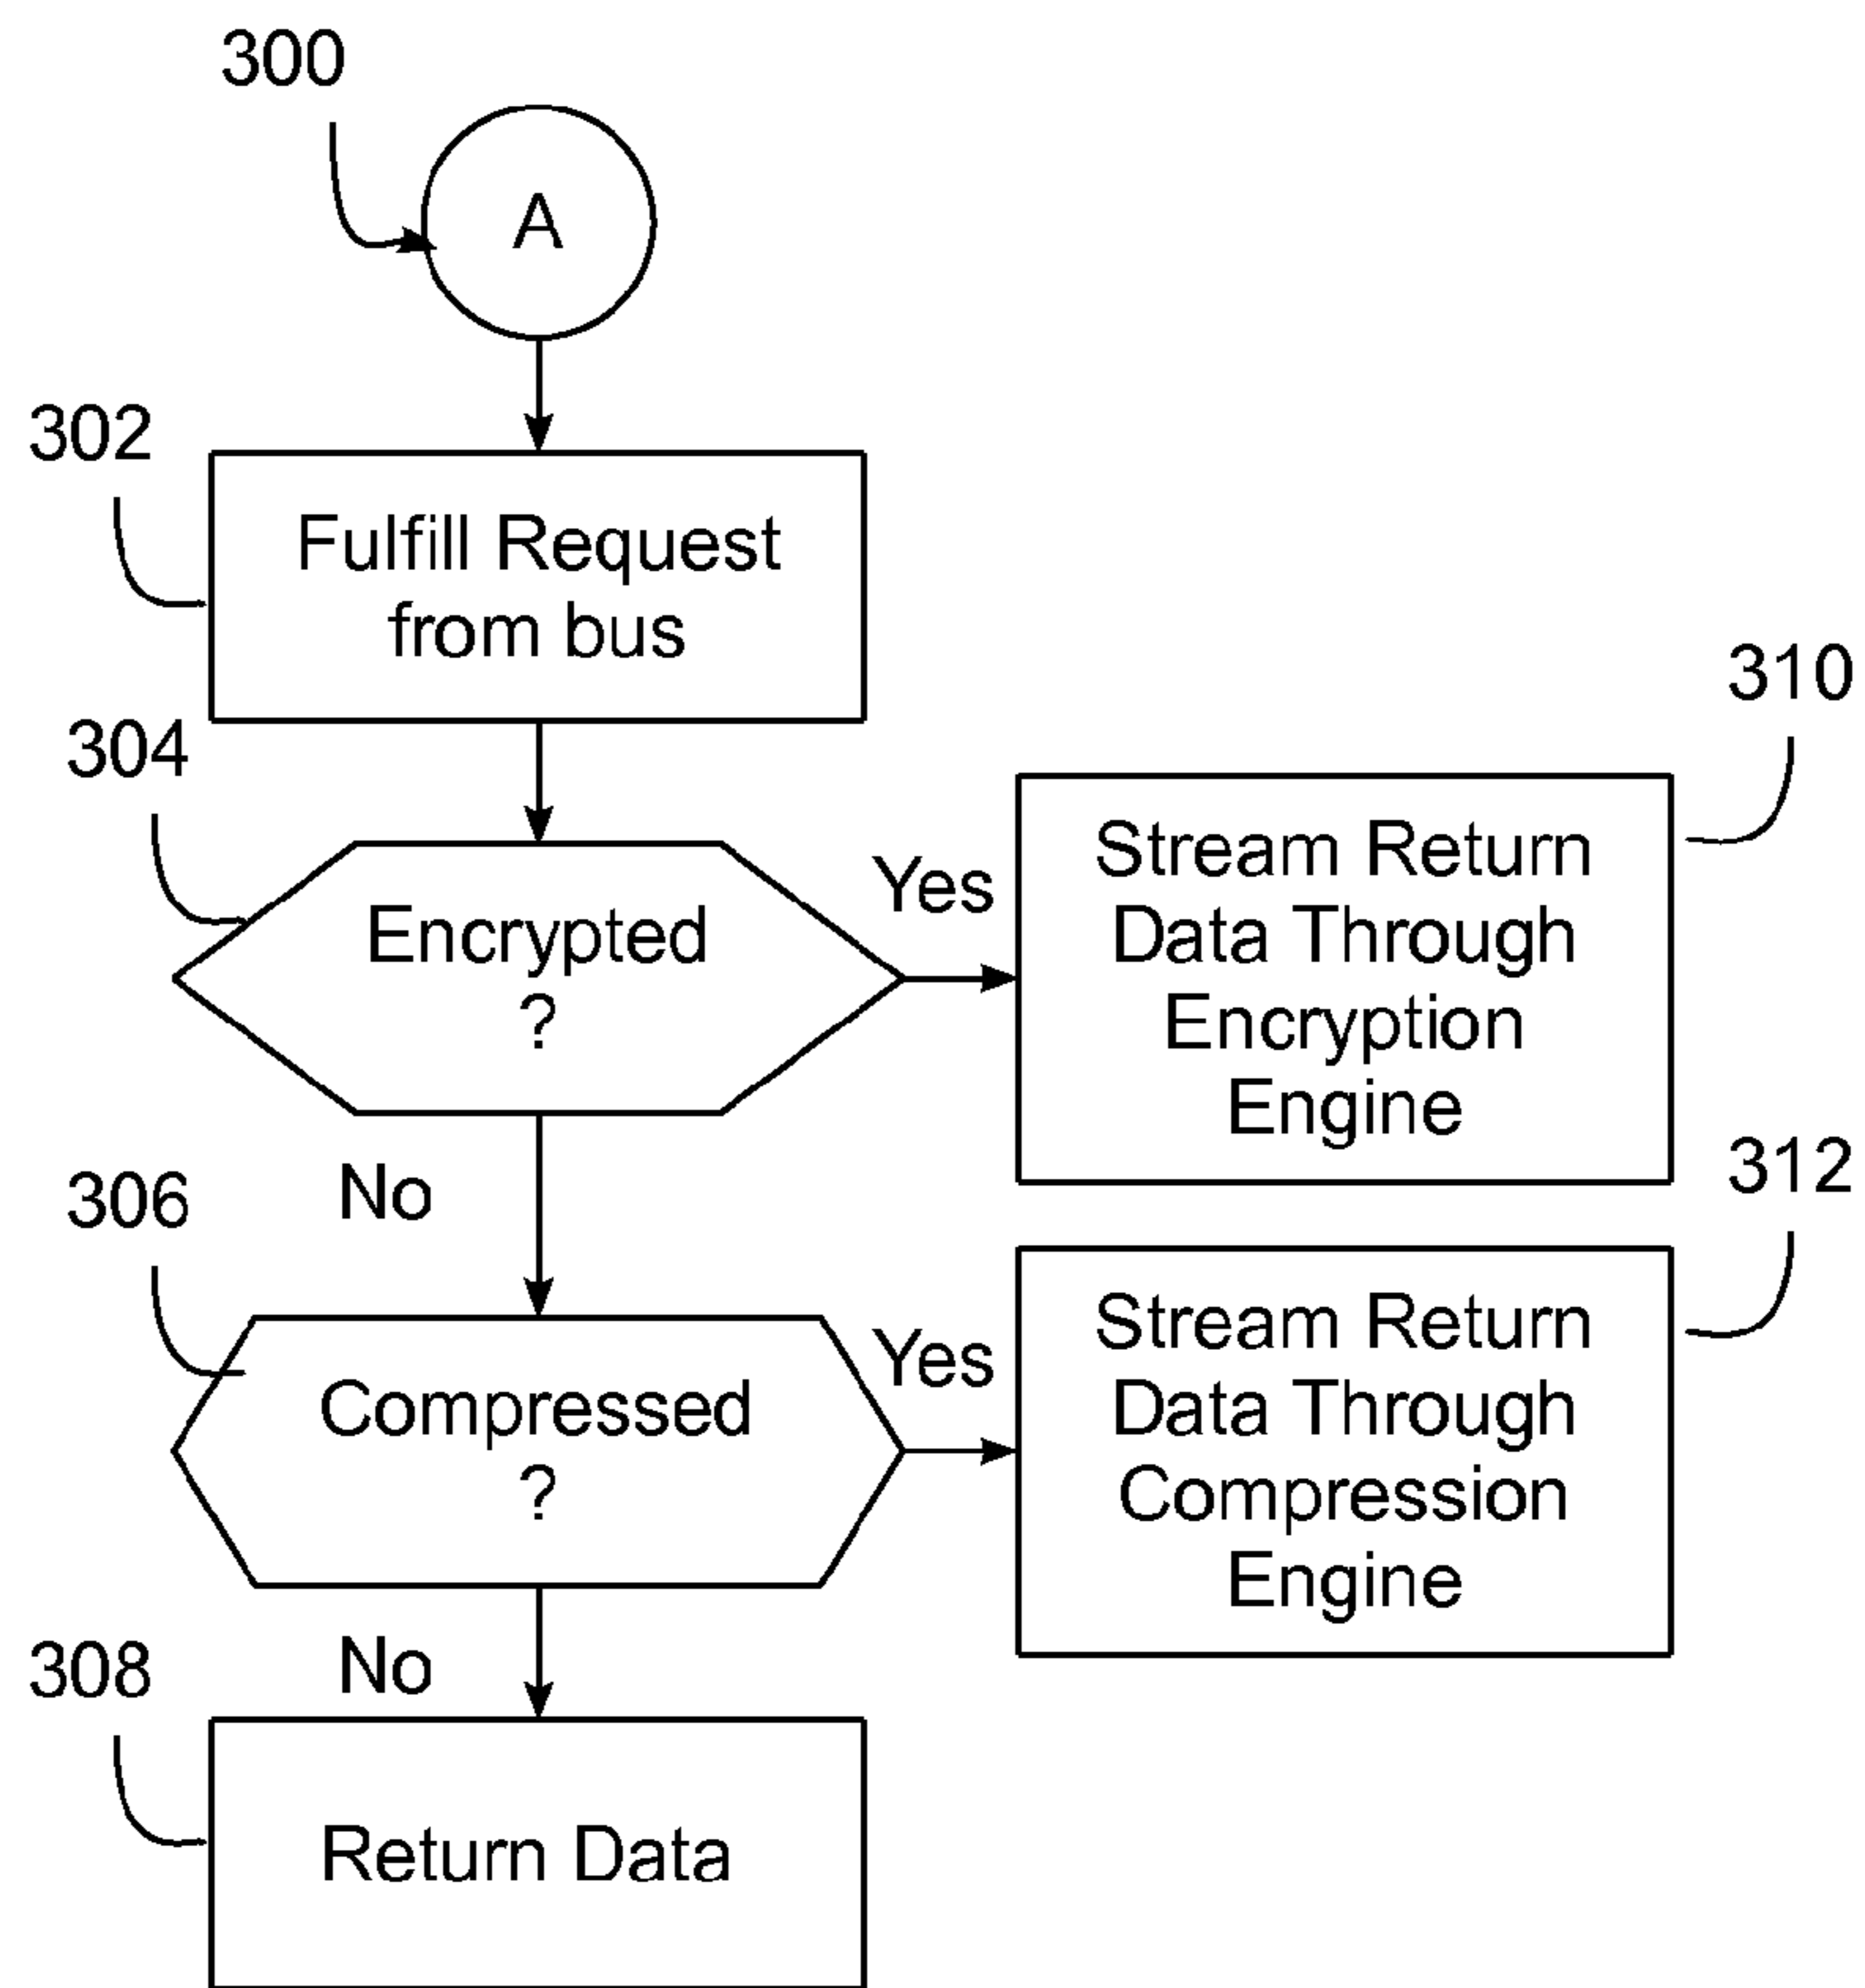 300
A
302
Fulfill Request
from bus
304
Encrypted
?
Yes
310
Stream Return
Data Through
Encryption
Engine
No
306
Compressed
?
Yes
312
Stream Return
Data Through
Compression
Engine
No
308
Return Data